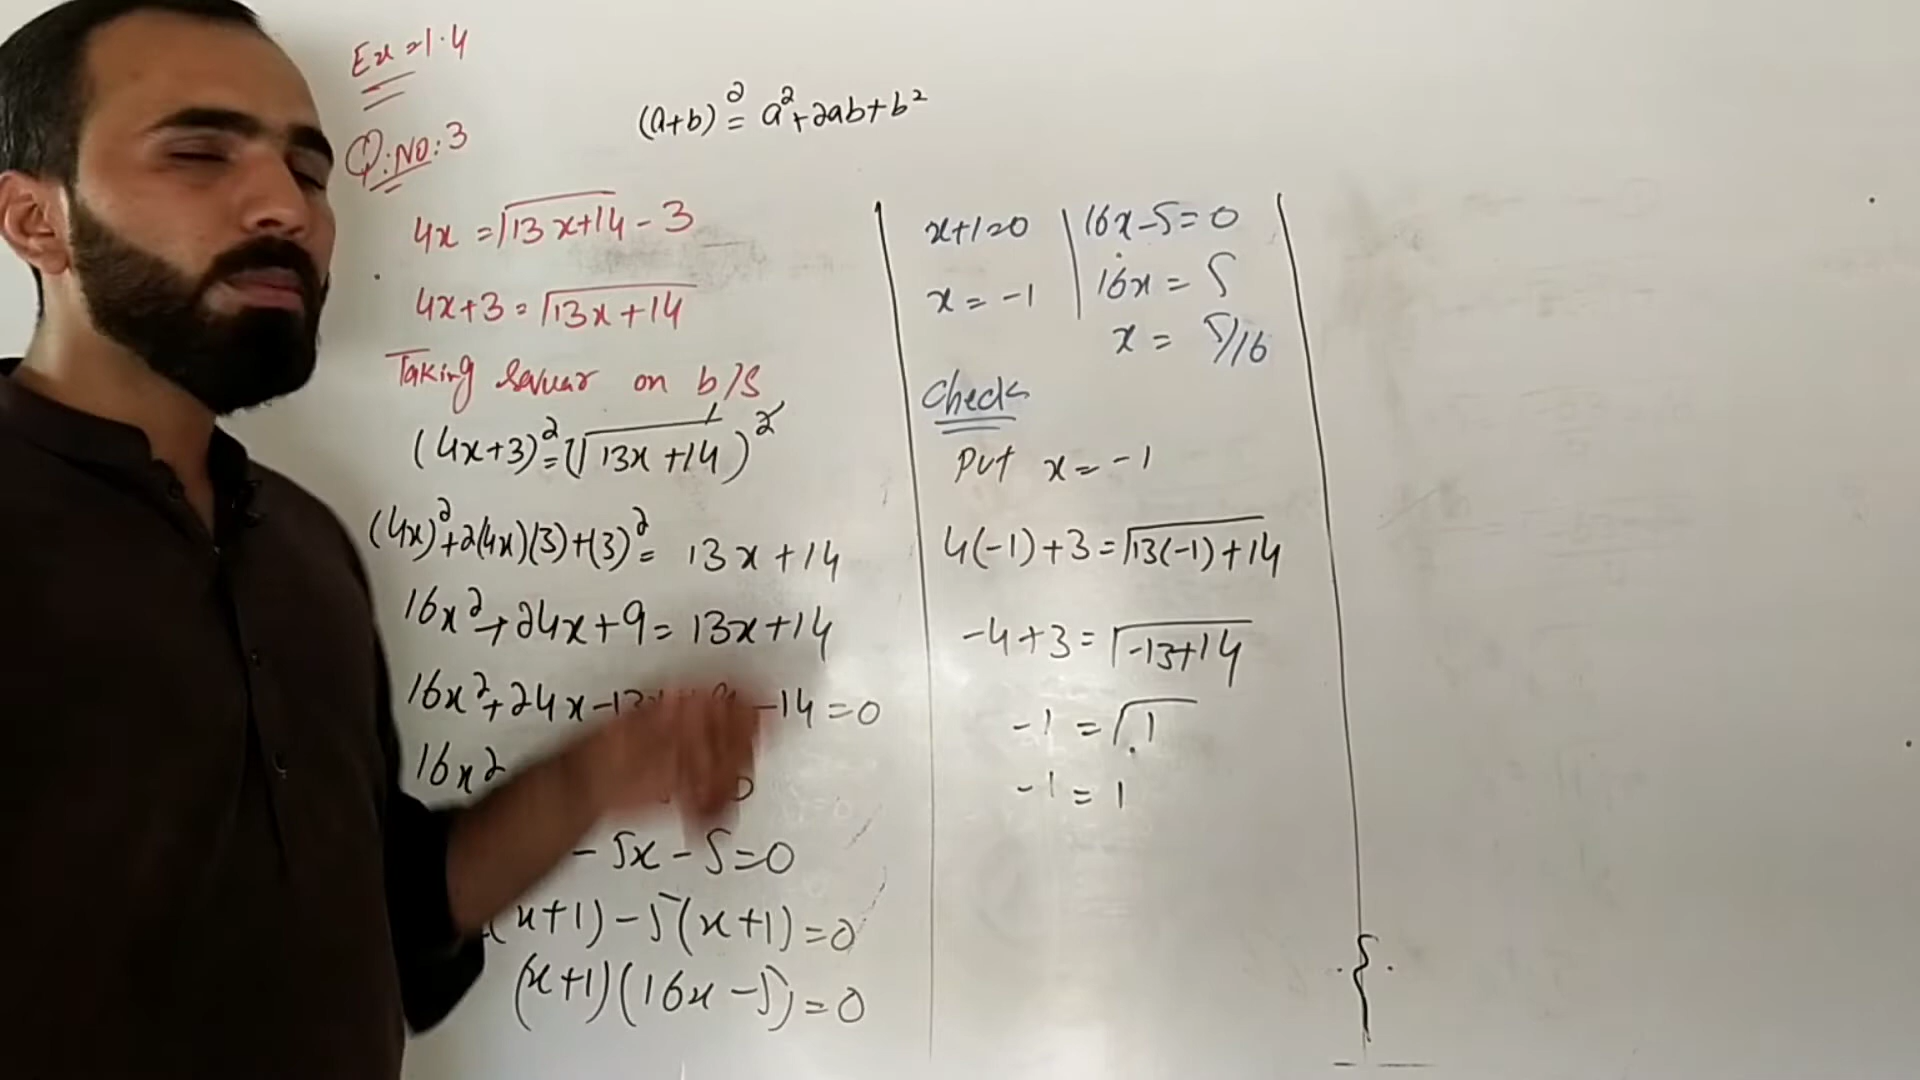 Ex=1.4
Q:NO:3
(a+b)²=a²+2ab+b²
4x=√13x+14-3
4x+3=√13x+14
Taking on b/s
(4x+3)²=(√13x+14)²
(4x)²+2(4x)(3)+(3)²=13x+14
16x²+24x+9=13x+14
16x²+24x-13 -14=0
16x² 0
-5x-5=0
(x+1)-5(x+1)=0
(x+1)(16x-5)=0
x+1=0
x=-1
16x-5=0
16x=5
x=5/16
Check
Put x=-1
4(-1)+3=√13(-1)+14
-4+3=√-13+14
-1=√1
-1=1